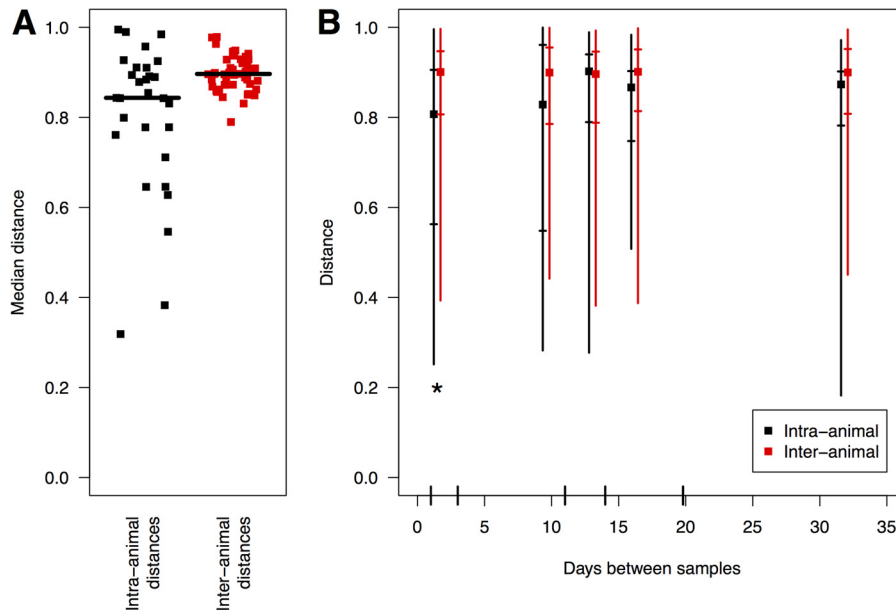 A
B
1.0
0.8
0.6
0.4
0.2
0.0
Median distance
Intra-animal
distances
Inter-animal
distances
1.0
0.8
0.6
0.4
0.2
0.0
Distance
*
Intra-animal
Inter-animal
0 5 10 15 20 25 30 35
Days between samples